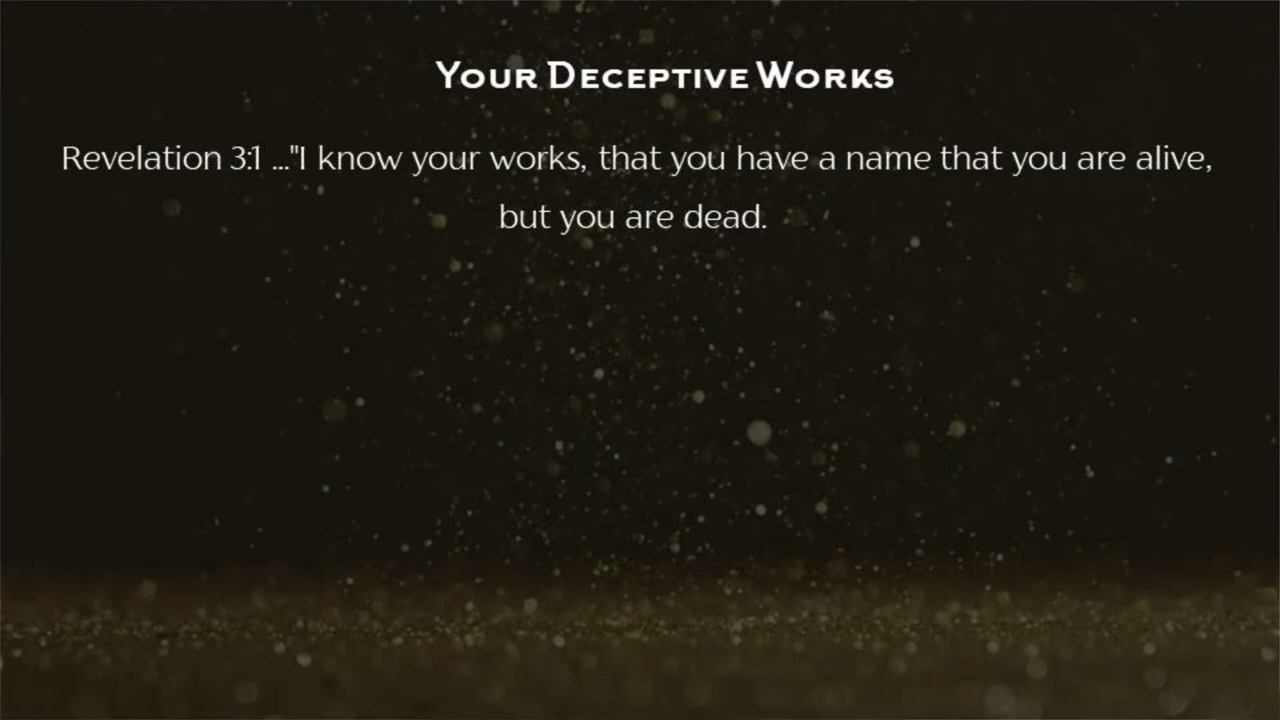 Your Deceptive Works
Revelation 3:1 ..."I know your works, that you have a name that you are alive,
but you are dead.